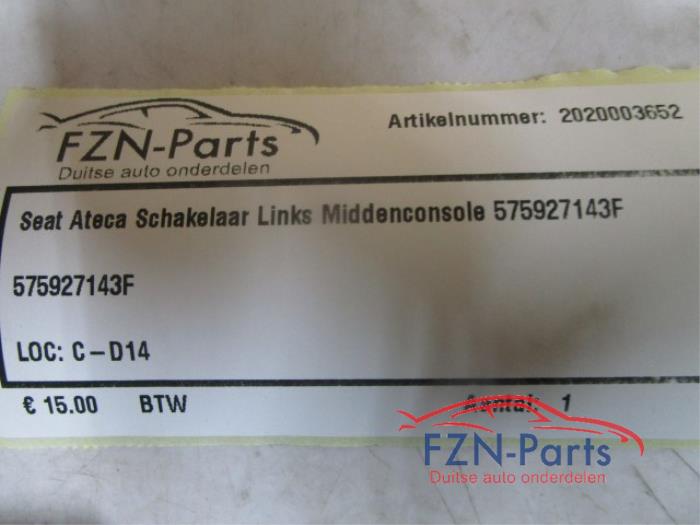 FZN-Parts
Duitse auto onderdelen
Artikelnummer: 2020003652
Seat Ateca Schakelaar Links Middenconsole 575927143F
575927143F
LOC: C-D14
€ 15.00 BTW Aantal: 1
FZN-Parts
Duitse auto onderdelen